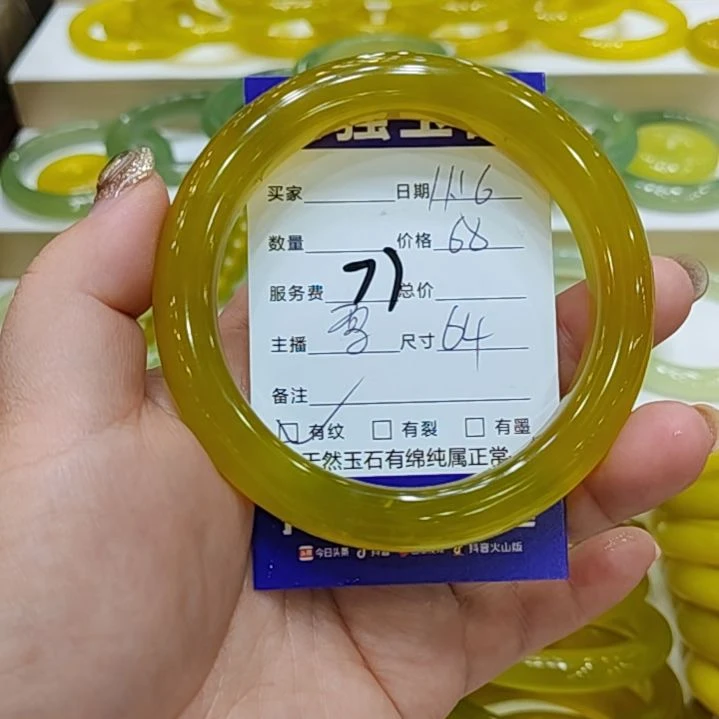 买家 日期 11.16
数量 价格 68
服务费 总价
主播 尺寸 64
备注
有纹 有裂 有墨
天然玉石有绵纯属正常
今日头条 抖音 抖音火山版